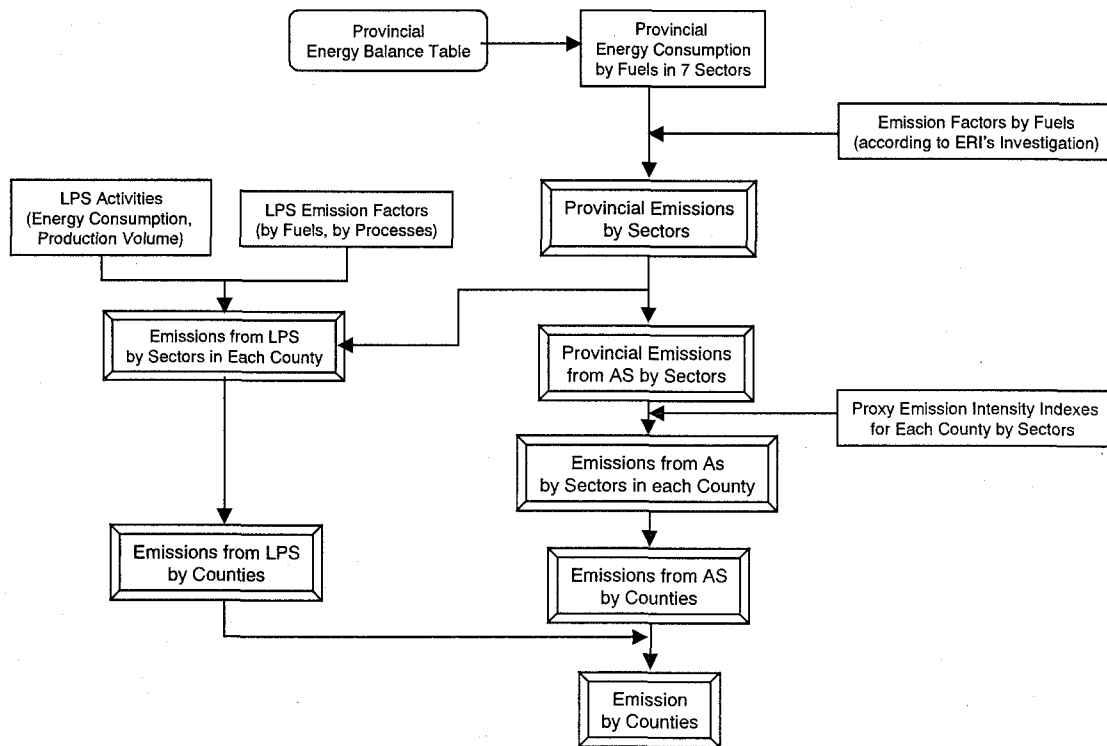 Provincial
Energy Balance Table
Provincial
Energy Consumption
by Fuels in 7 Sectors
Emission Factors by Fuels
(according to ERI's Investigation)
LPS Activities
(Energy Consumption,
Production Volume)
LPS Emission Factors
(by Fuels, by Processes)
Provincial Emissions
by Sectors
Emissions from LPS
by Sectors in Each County
Provincial Emissions
from AS by Sectors
Proxy Emission Intensity Indexes
for Each County by Sectors
Emissions from As
by Sectors in each County
Emissions from LPS
by Counties
Emissions from AS
by Counties
Emission
by Counties